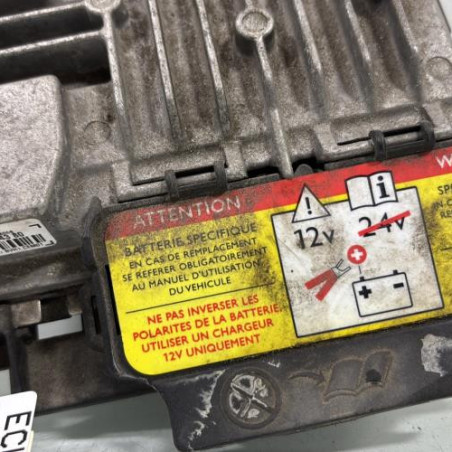 ATTENTION
BATTERIE SPECIFIQUE
EN CAS DE REMPLACEMENT
SE REFERER OBLIGATOIREMENT
AU MANUEL D'UTILISATION
DU VEHICULE
NE PAS INVERSER LES
POLARITES DE LA BATTERIE,
UTILISER UN CHARGEUR
12V UNIQUEMENT
12v
24v
i
+
+ -
W
ECU